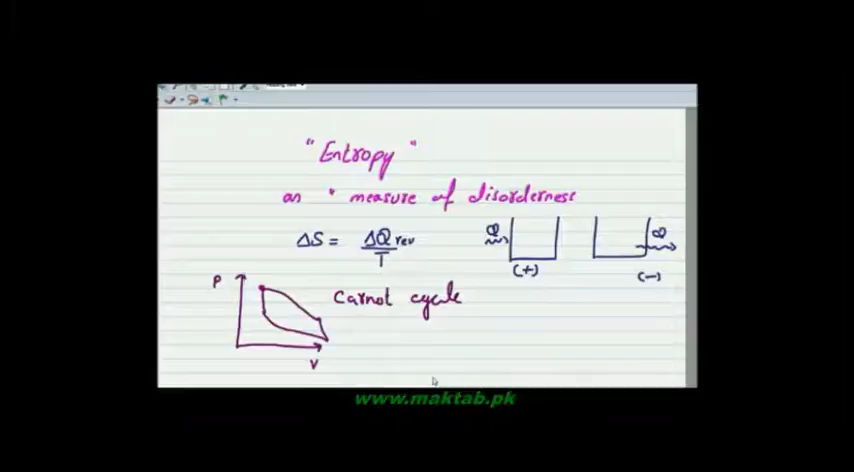 "Entropy"
as " measure of disorderness
ΔS = ΔQrev
T
Q
Q
(+)
(−)
P
Carnot cycle
V
www.maktab.pk